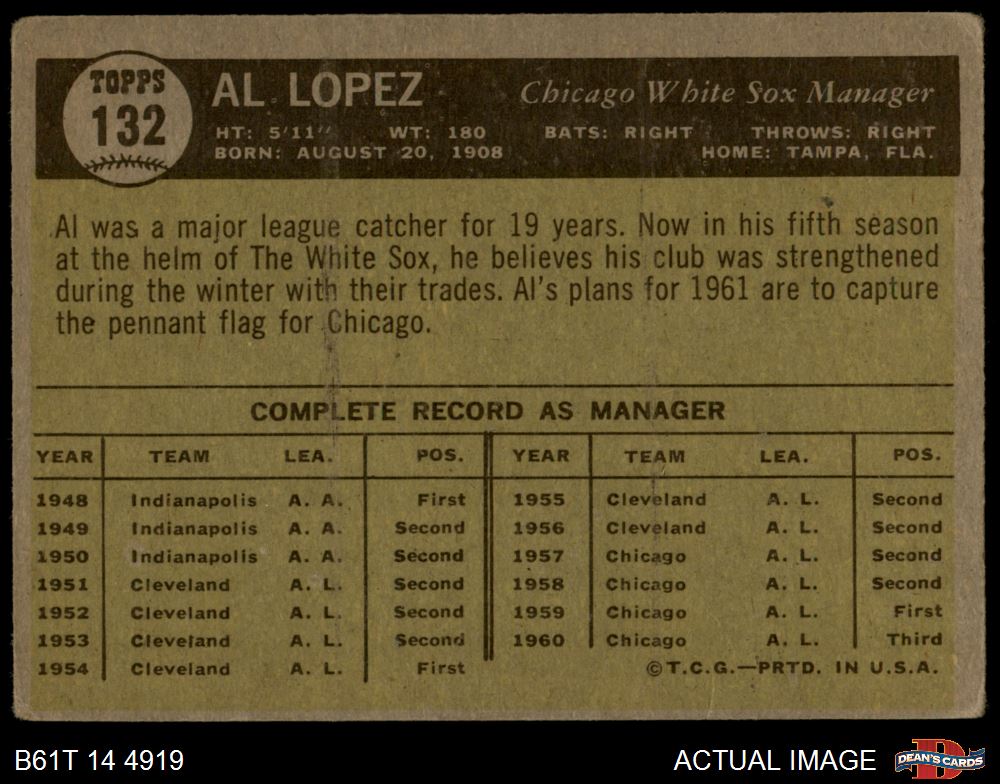 TOPPS
132
AL LOPEZ
Chicago White Sox Manager
HT: 5'11" WT: 180 BATS: RIGHT THROWS: RIGHT
BORN: AUGUST 20, 1908 HOME: TAMPA, FLA.
Al was a major league catcher for 19 years. Now in his fifth season
at the helm of The White Sox, he believes his club was strengthened
during the winter with their trades. Al's plans for 1961 are to capture
the pennant flag for Chicago.
COMPLETE RECORD AS MANAGER
YEAR TEAM LEA. POS. YEAR TEAM LEA. POS.
1948 Indianapolis A. A. First 1955 Cleveland A. L. Second
1949 Indianapolis A. A. Second 1956 Cleveland A. L. Second
1950 Indianapolis A. A. Second 1957 Chicago A. L. Second
1951 Cleveland A. L. Second 1958 Chicago A. L. Second
1952 Cleveland A. L. Second 1959 Chicago A. L. First
1953 Cleveland A. L. Second 1960 Chicago A. L. Third
1954 Cleveland A. L. First ©T.C.G.—PRTD. IN U.S.A.
B61T 14 4919 ACTUAL IMAGE
D
DEAN'S CARDS